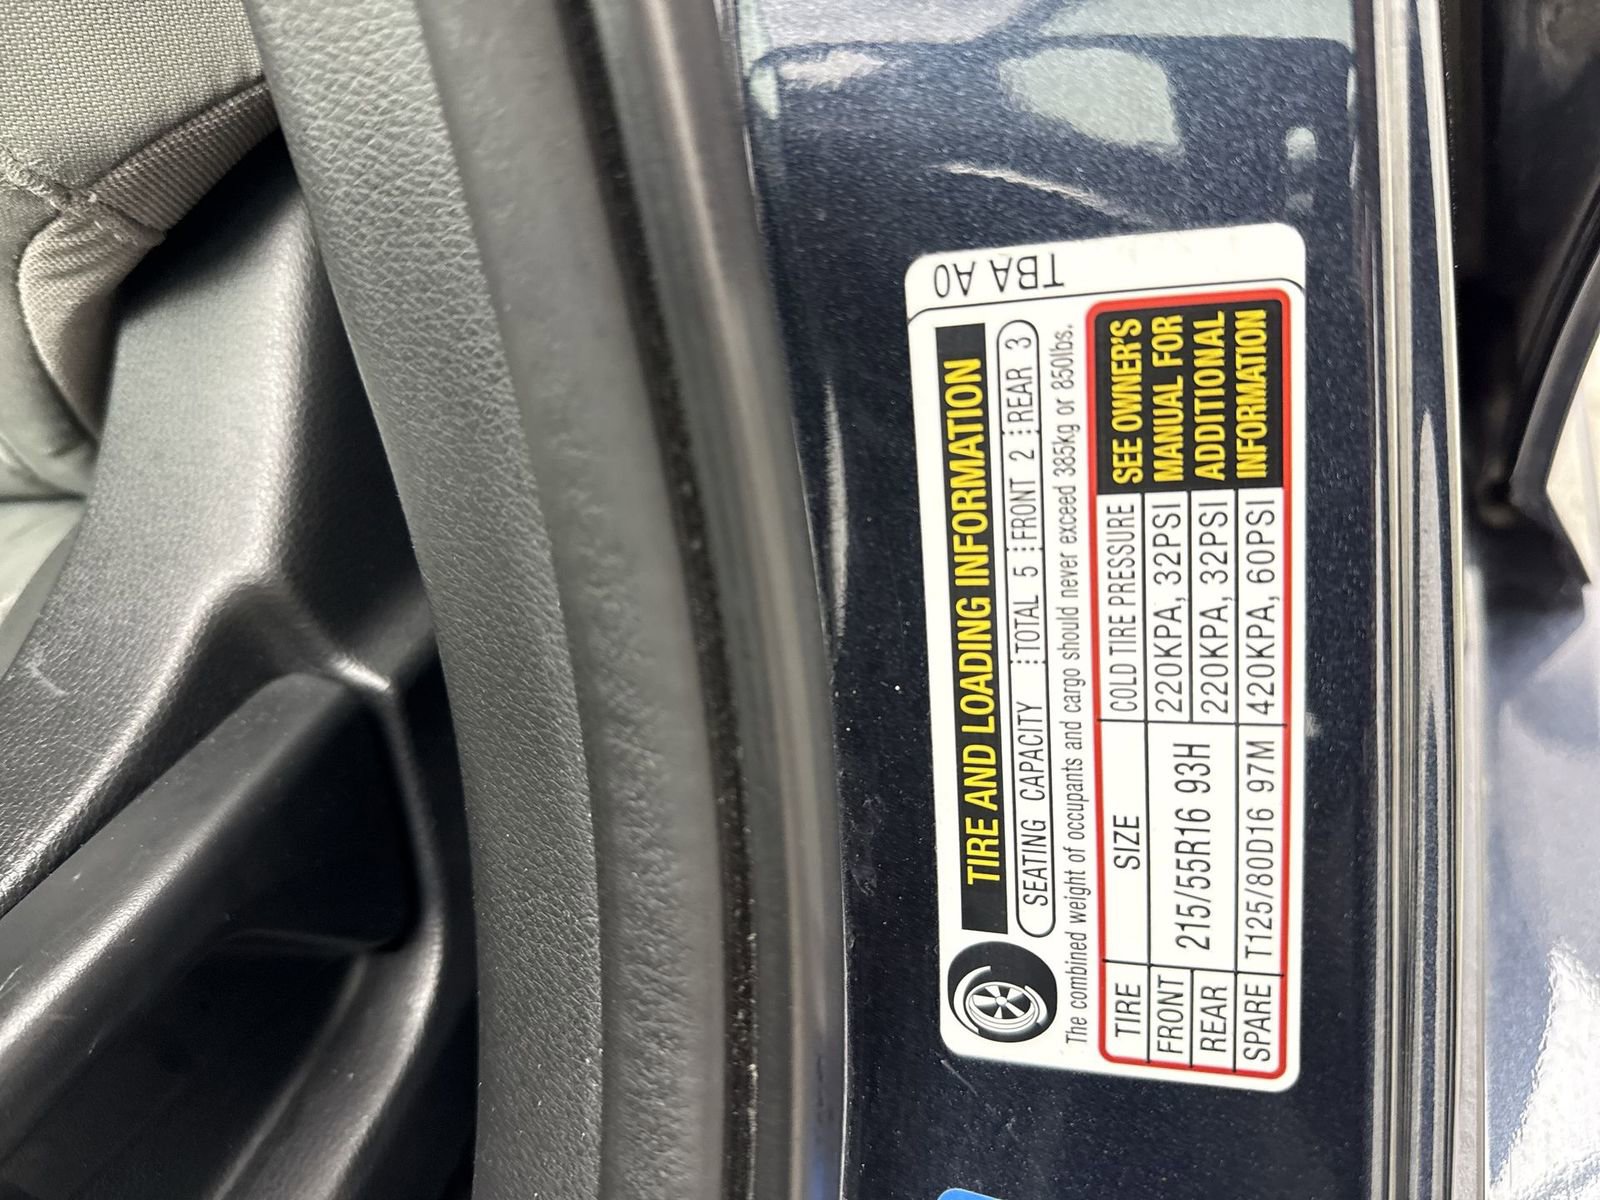 TBA A0
TIRE AND LOADING INFORMATION
SEATING CAPACITY TOTAL 5 FRONT 2 REAR 3
The combined weight of occupants and cargo should never exceed 385kg or 850lbs.
TIRE SIZE COLD TIRE PRESSURE
FRONT 215/55R16 93H 220KPA, 32PSI
REAR 220KPA, 32PSI
SPARE T125/80D16 97M 420KPA, 60PSI
SEE OWNER'S
MANUAL FOR
ADDITIONAL
INFORMATION